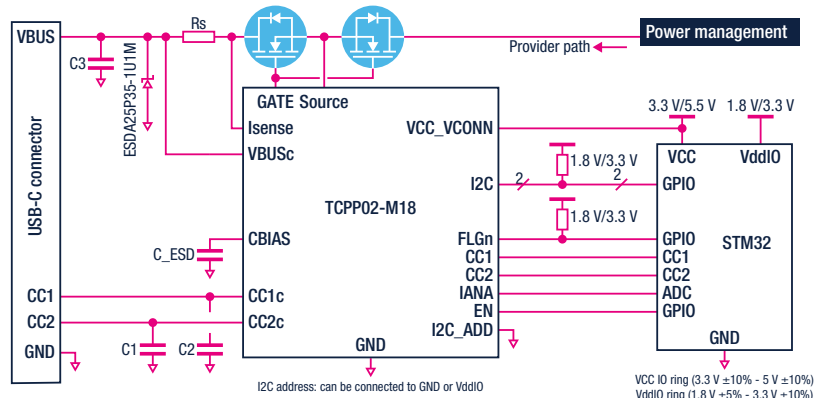 VBUS
Rs
Power management
Provider path
C3
ESDA25P35-1U1M
GATE Source
3.3 V/5.5 V
1.8 V/3.3 V
Isense
VCC_VCONN
VBUSc
1.8 V/3.3 V
VCC
VddIO
I2C
2
2
GPIO
USB-C connector
TCPP02-M18
1.8 V/3.3 V
CBIAS
FLGn
GPIO
STM32
C_ESD
CC1
CC1
CC2
CC2
CC1
CC1c
IANA
ADC
EN
GPIO
CC2
CC2c
I2C_ADD
GND
C1
C2
GND
GND
I2C address: can be connected to GND or VddIO
VCC IO ring (3.3 V ±10% - 5 V ±10%)
VddIO ring (1.8 V ±5% - 3.3 V ±10%)